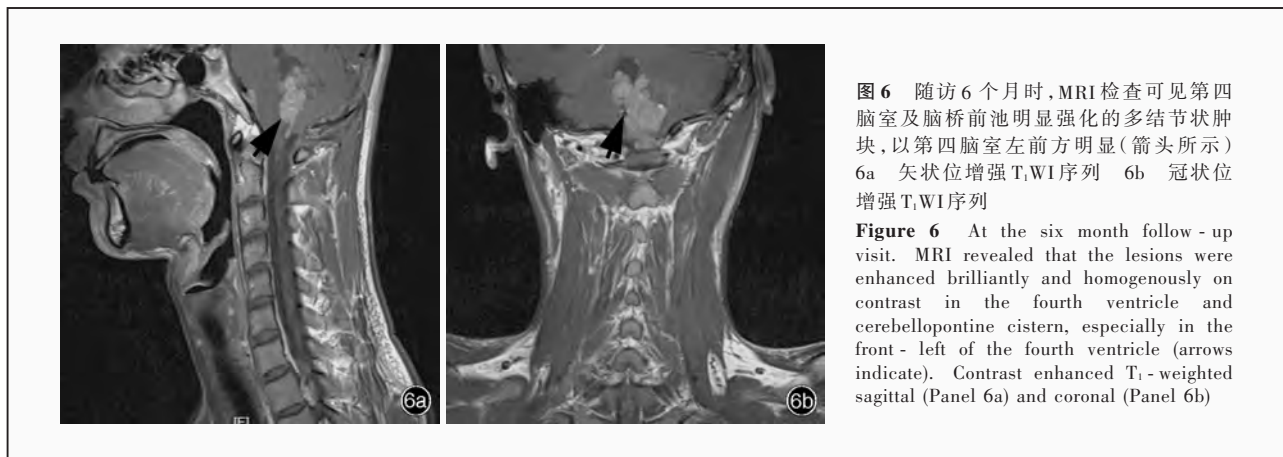 图6 随访6个月时,MRI检查可见第四
脑室及脑桥前池明显强化的多结节状肿
块,以第四脑室左前方明显(箭头所示)
6a 矢状位增强T₁WI序列 6b 冠状位
增强T₁WI序列
Figure 6 At the six month follow - up
visit. MRI revealed that the lesions were
enhanced brilliantly and homogenously on
contrast in the fourth ventricle and
cerebellopontine cistern, especially in the
front - left of the fourth ventricle (arrows
indicate). Contrast enhanced T₁ - weighted
sagittal (Panel 6a) and coronal (Panel 6b)
6a
6b